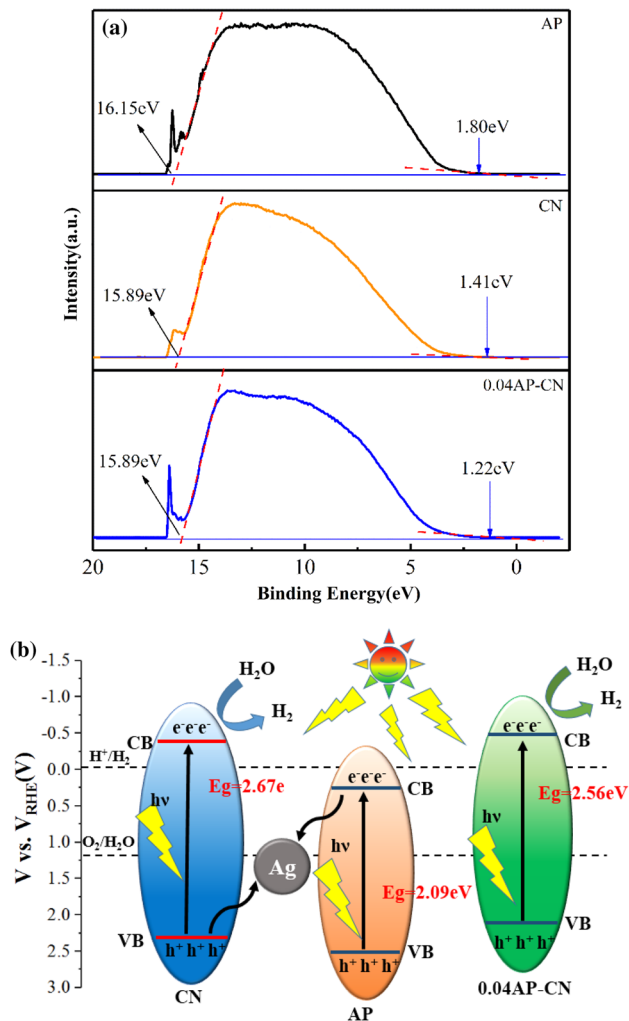 (a)
AP
16.15eV
1.80eV
CN
15.89eV
1.41cV
0.04AP-CN
15.89eV
1.22cV
Intensity(a.u.)
20 15 10 5 0
Binding Energy(eV)
(b)
-1.5
-1.0
-0.5
0.0
0.5
1.0
1.5
2.0
2.5
3.0
V vs. VRHE(V)
H⁺/H₂
O₂/H₂O
H₂O
H₂
e⁻e⁻e⁻
CB
Eg=2.67e
hν
VB
h⁺ h⁺ h⁺
CN
Ag
e⁻e⁻e⁻
CB
hν
Eg=2.09eV
VB
h⁺ h⁺ h⁺
AP
H₂O
H₂
e⁻e⁻e⁻
CB
Eg=2.56eV
hν
VB
h⁺ h⁺ h⁺
0.04AP-CN